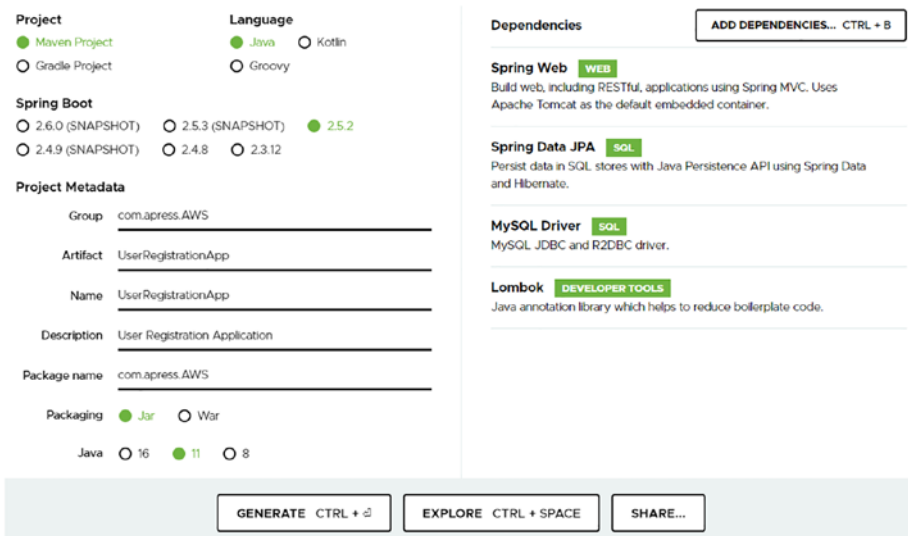 Project
Maven Project
Gradle Project
Language
Java Kotlin
Groovy
Spring Boot
2.6.0 (SNAPSHOT) 2.5.3 (SNAPSHOT) 2.5.2
2.4.9 (SNAPSHOT) 2.4.8 2.3.12
Project Metadata
Group com.apress.AWS
Artifact UserRegistrationApp
Name UserRegistrationApp
Description User Registration Application
Package name com.apress.AWS
Packaging Jar War
Java 16 11 8
Dependencies ADD DEPENDENCIES... CTRL + B
Spring Web WEB
Build web, including RESTful, applications using Spring MVC. Uses
Apache Tomcat as the default embedded container.
Spring Data JPA SQL
Persist data in SQL stores with Java Persistence API using Spring Data
and Hibernate.
MySQL Driver SQL
MySQL JDBC and R2DBC driver.
Lombok DEVELOPER TOOLS
Java annotation library which helps to reduce boilerplate code.
GENERATE CTRL + ⏎ EXPLORE CTRL + SPACE SHARE...